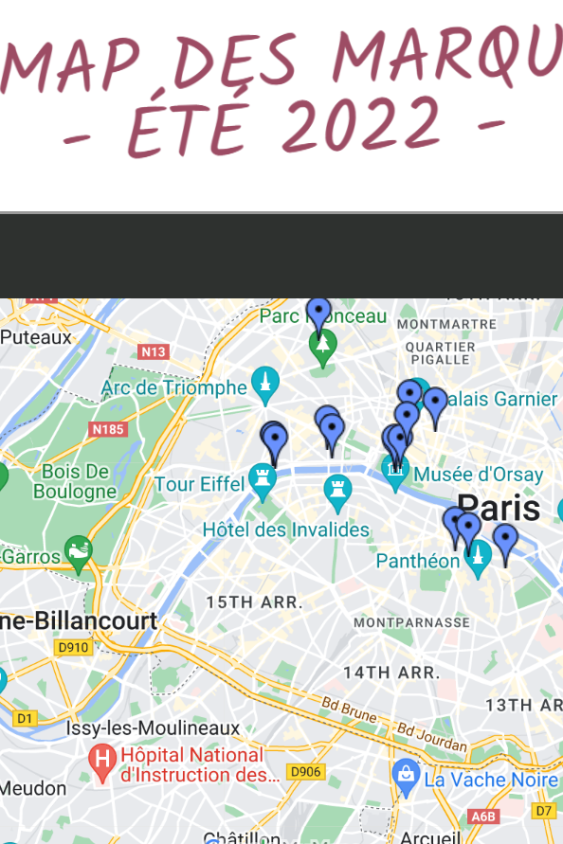 MAP DES MARQU
- ÉTÉ 2022 -
Parc Monceau
MONTMARTRE
Puteaux
N13
QUARTIER
PIGALLE
Arc de Triomphe
alais Garnier
N185
Bois De
Boulogne
Tour Eiffel
Musée d'Orsay
Paris
Hôtel des Invalides
Garros
Panthéon
15TH ARR.
ne-Billancourt
MONTPARNASSE
D910
14TH ARR.
13TH AR
Bd Brune
D1
Issy-les-Moulineaux
Bd Jourdan
Hôpital National
d'Instruction des...
D906
La Vache Noire
Meudon
A6B
D7
Châtillon
Arcueil